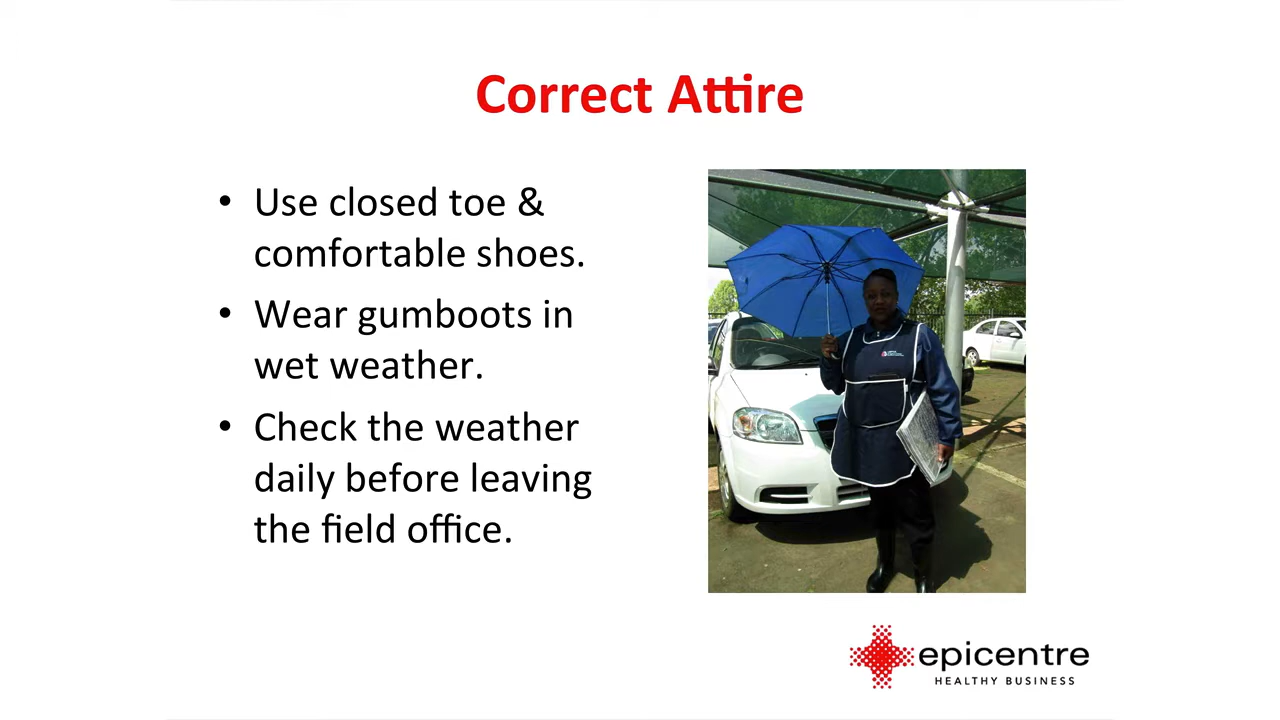 Correct Attire
• Use closed toe &
comfortable shoes.
• Wear gumboots in
wet weather.
• Check the weather
daily before leaving
the field office.
epicentre
HEALTHY BUSINESS